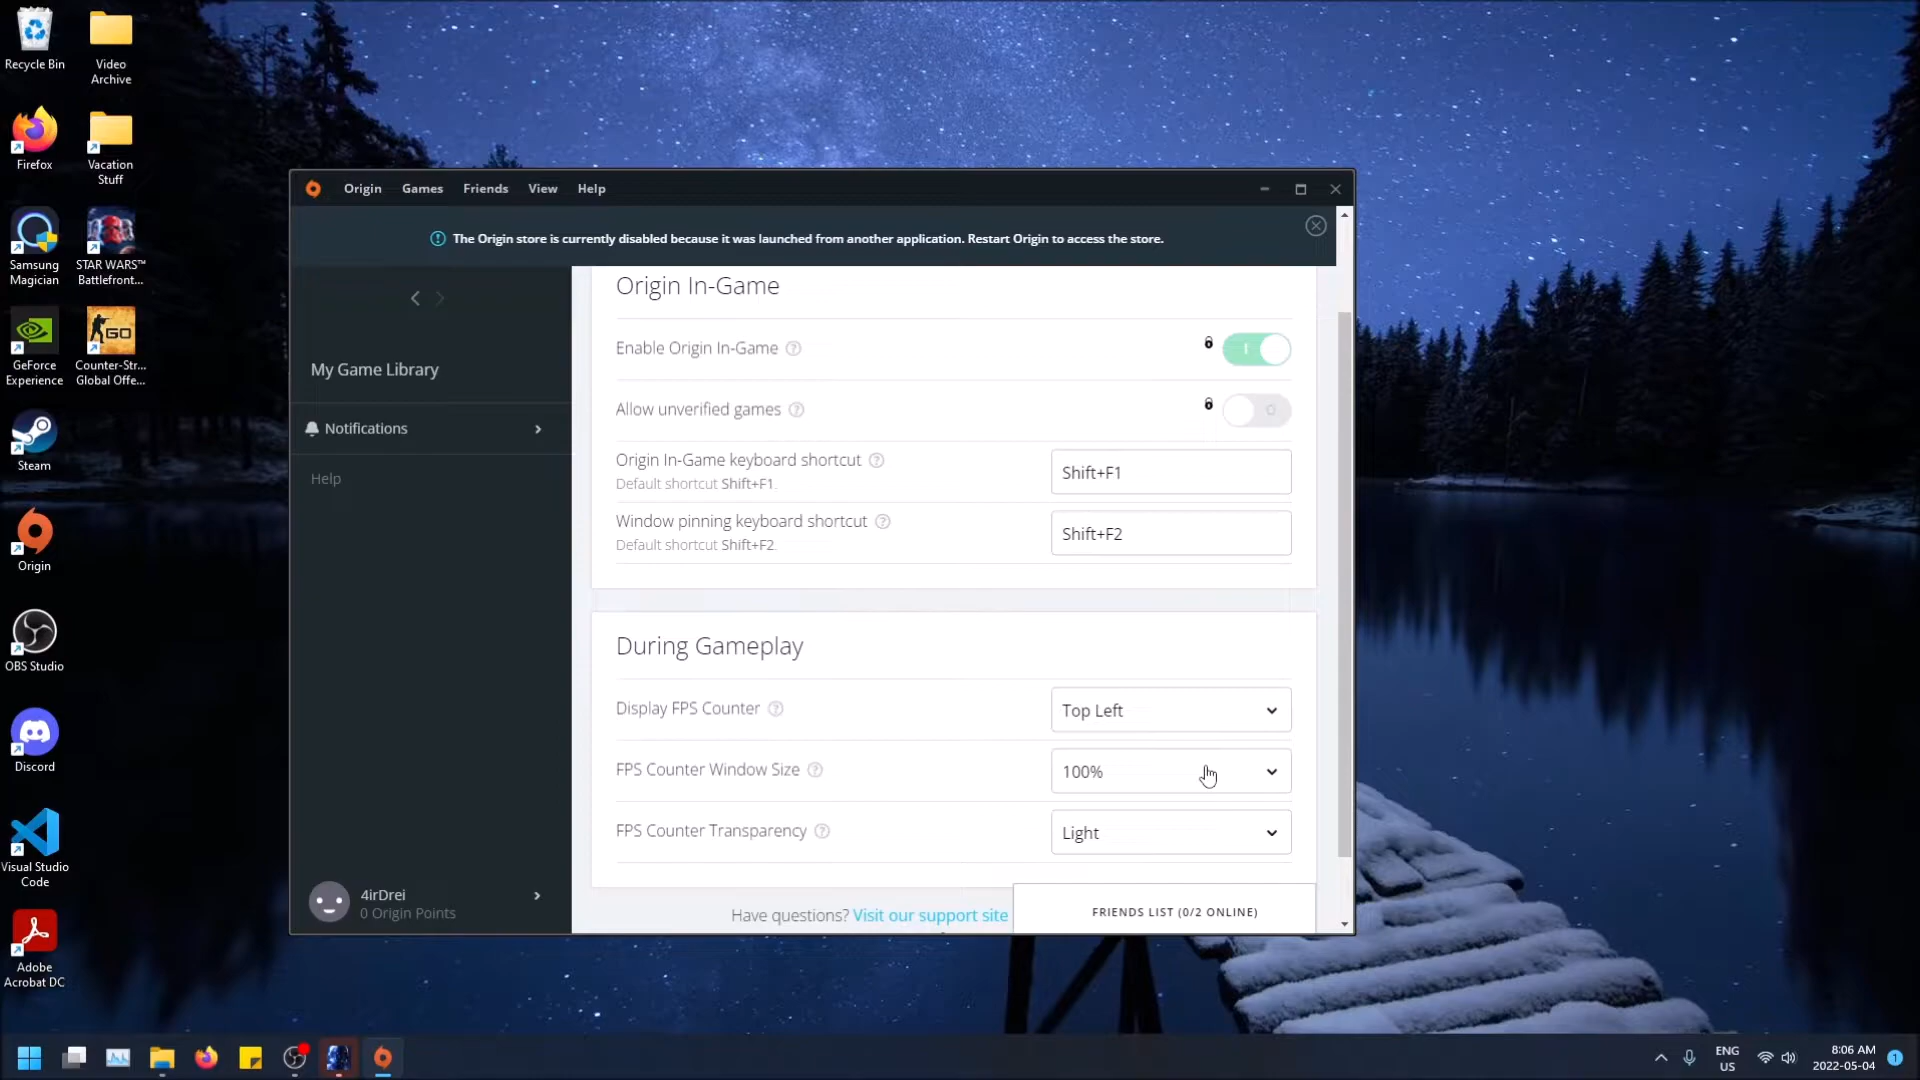 Recycle Bin
Video
Archive
Firefox
Vacation
Stuff
Samsung
Magician
STAR WARS™
Battlefront...
GeForce
Experience
GO
Counter-Str...
Global Offe...
Steam
Origin
OBS Studio
Discord
Visual Studio
Code
Adobe
Acrobat DC
Origin Games Friends View Help
The Origin store is currently disabled because it was launched from another application. Restart Origin to access the store.
My Game Library
Notifications
Help
4irDrei
0 Origin Points
Origin In-Game
Enable Origin In-Game
Allow unverified games
Origin In-Game keyboard shortcut
Default shortcut Shift+F1.
Shift+F1
Window pinning keyboard shortcut
Default shortcut Shift+F2.
Shift+F2
During Gameplay
Display FPS Counter
Top Left
FPS Counter Window Size
100%
FPS Counter Transparency
Light
Have questions? Visit our support site
FRIENDS LIST (0/2 ONLINE)
ENG
US
8:06 AM
2022-05-04
1